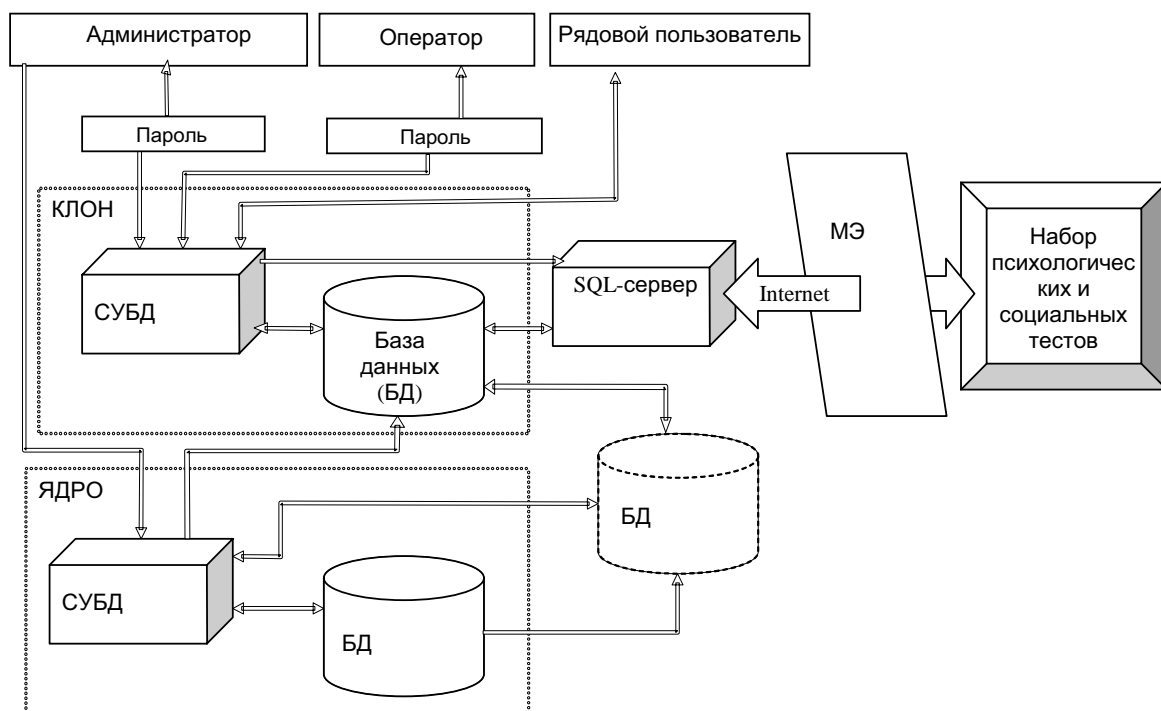 Администратор
Оператор
Рядовой пользователь
Пароль
Пароль
КЛОН
СУБД
База
данных
(БД)
SQL-сервер
Internet
МЭ
Набор
психологичес
ких и
социальных
тестов
ЯДРО
СУБД
БД
БД